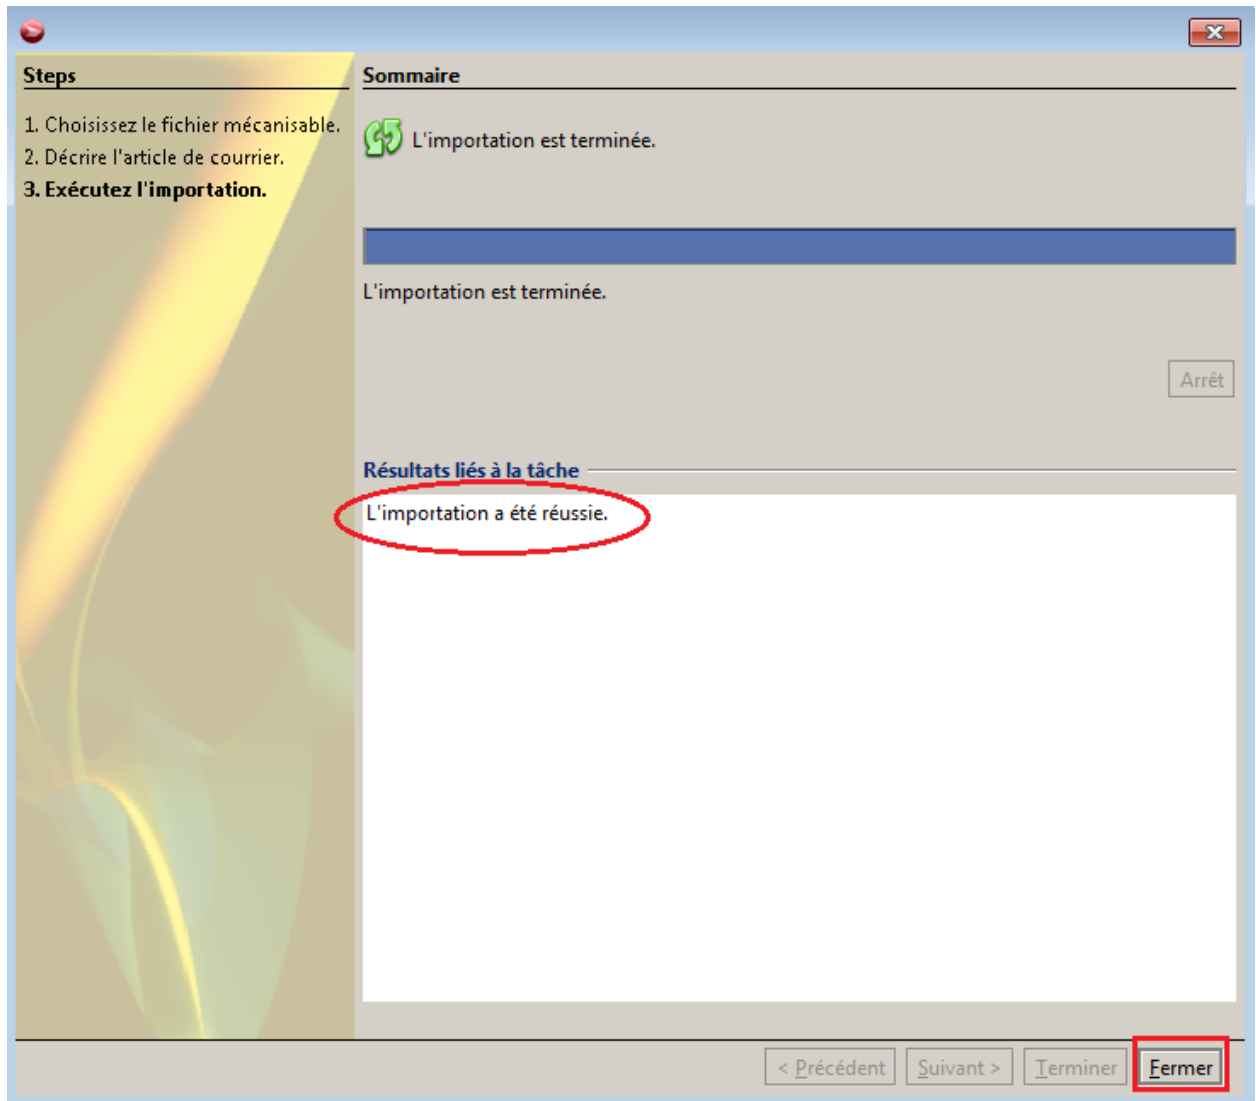 Steps
1. Choisissez le fichier mécanisable.
2. Décrire l'article de courrier.
3. Exécutez l'importation.
Sommaire
L'importation est terminée.
L'importation est terminée.
Arrêt
Résultats liés à la tâche
L'importation a été réussie.
< Précédent Suivant > Terminer Fermer